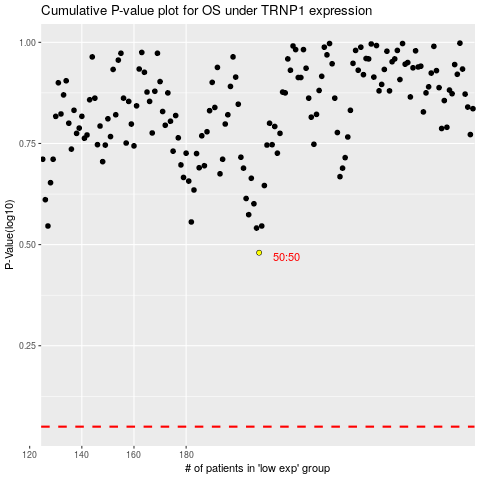 Cumulative P-value plot for OS under TRNP1 expression
P-Value(log10)
1.00
0.75
0.50
0.25
50:50
120 140 160 180
# of patients in 'low exp' group